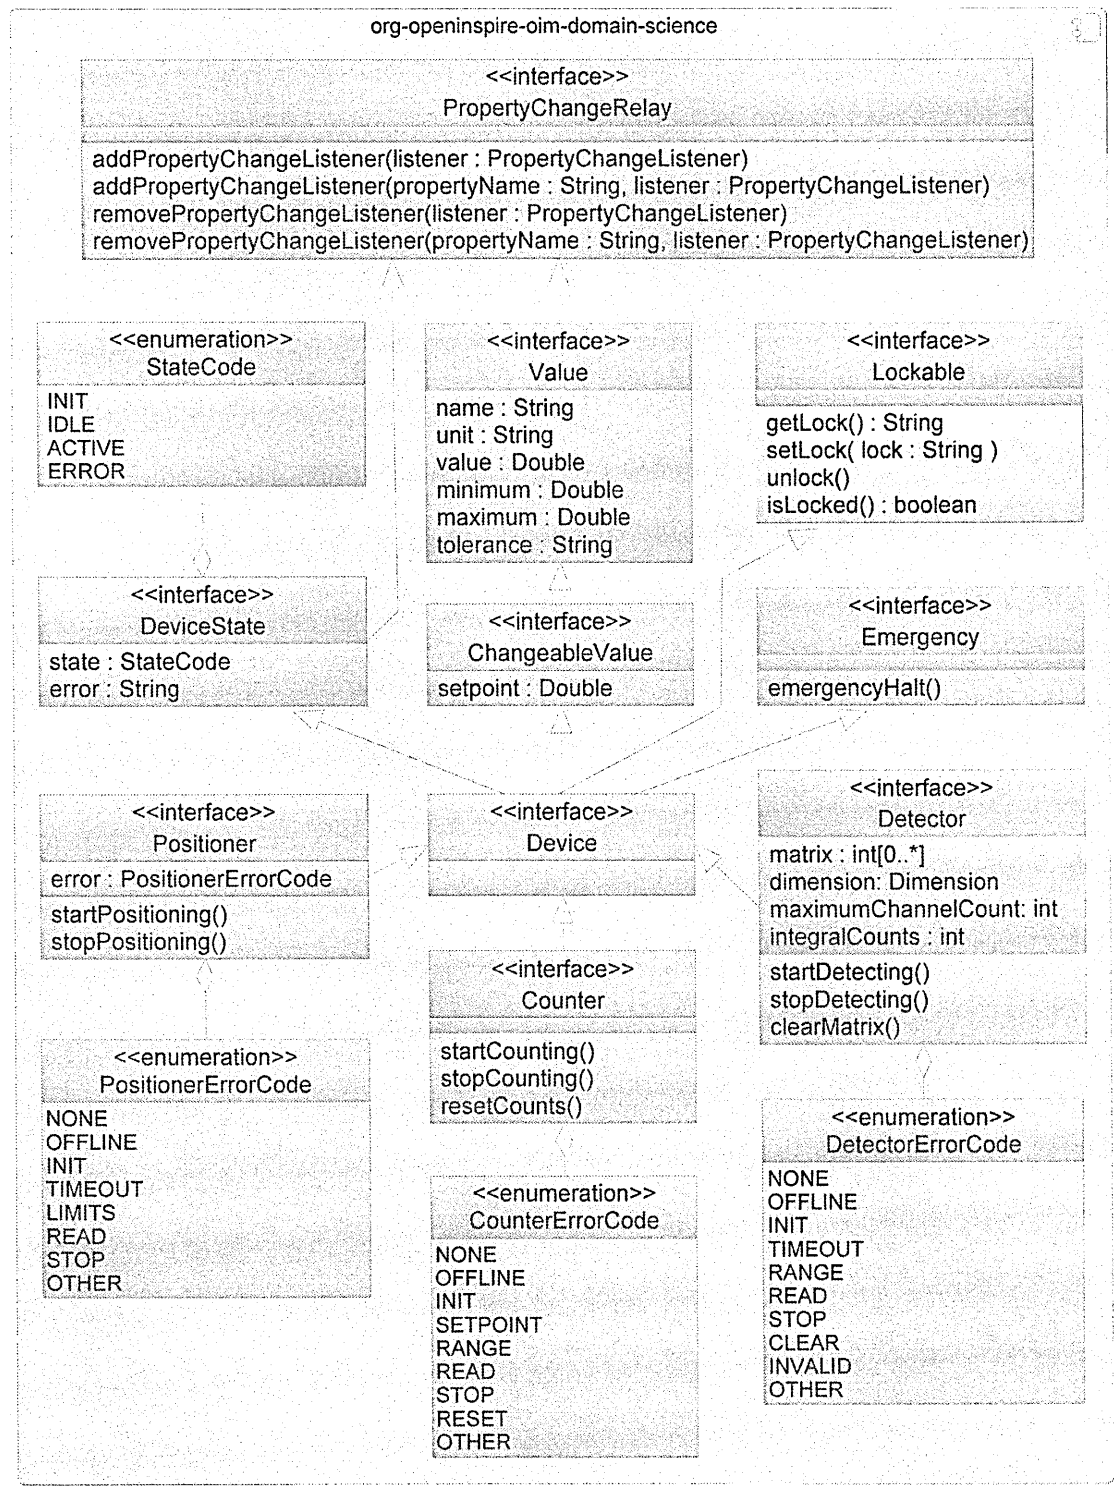 org-openinspire-oim-domain-science
<<interface>>
PropertyChangeRelay
addPropertyChangeListener(listener : PropertyChangeListener)
addPropertyChangeListener(propertyName : String, listener : PropertyChangeListener)
removePropertyChangeListener(listener : PropertyChangeListener)
removePropertyChangeListener(propertyName : String, listener : PropertyChangeListener)
<<enumeration>>
StateCode
INIT
IDLE
ACTIVE
ERROR
<<interface>>
Value
name : String
unit : String
value : Double
minimum : Double
maximum : Double
tolerance : String
<<interface>>
Lockable
getLock() : String
setLock( lock : String )
unlock()
isLocked() : boolean
<<interface>>
DeviceState
state : StateCode
error : String
<<interface>>
ChangeableValue
setpoint : Double
<<interface>>
Emergency
emergencyHalt()
<<interface>>
Positioner
error : PositionerErrorCode
startPositioning()
stopPositioning()
<<interface>>
Device
<<interface>>
Detector
matrix : int[0..*]
dimension: Dimension
maximumChannelCount: int
integralCounts : int
startDetecting()
stopDetecting()
clearMatrix()
<<interface>>
Counter
startCounting()
stopCounting()
resetCounts()
<<enumeration>>
PositionerErrorCode
NONE
OFFLINE
INIT
TIMEOUT
LIMITS
READ
STOP
OTHER
<<enumeration>>
CounterErrorCode
NONE
OFFLINE
INIT
SETPOINT
RANGE
READ
STOP
RESET
OTHER
<<enumeration>>
DetectorErrorCode
NONE
OFFLINE
INIT
TIMEOUT
RANGE
READ
STOP
CLEAR
INVALID
OTHER